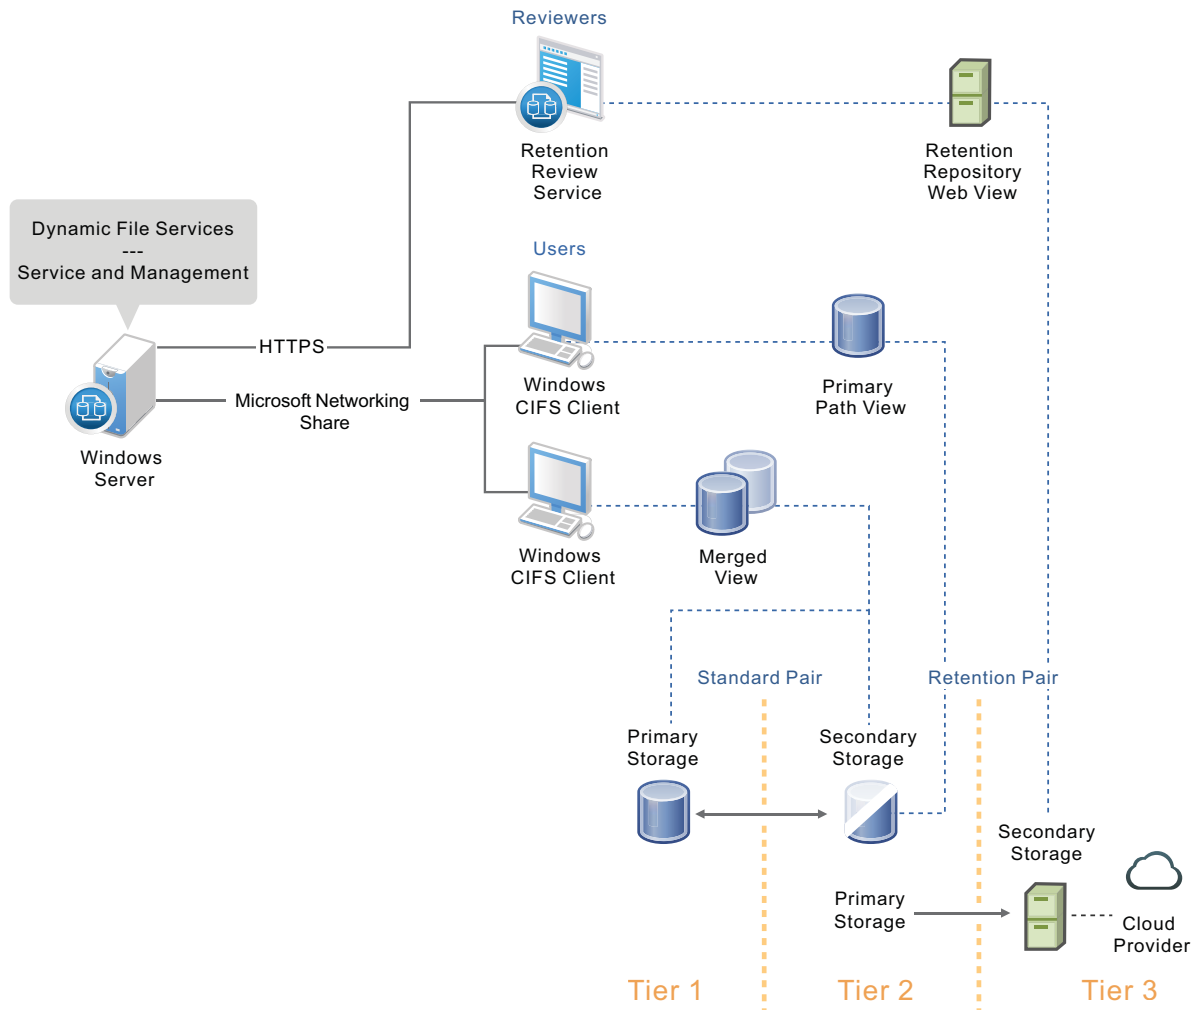 Reviewers
Retention
Review
Service
Retention
Repository
Web View
Dynamic File Services
---
Service and Management
Users
HTTPS
Windows
CIFS Client
Primary
Path View
Microsoft Networking
Share
Windows
Server
Windows
CIFS Client
Merged
View
Standard Pair
Retention Pair
Primary
Storage
Secondary
Storage
Secondary
Storage
Primary
Storage
Cloud
Provider
Tier 1
Tier 2
Tier 3